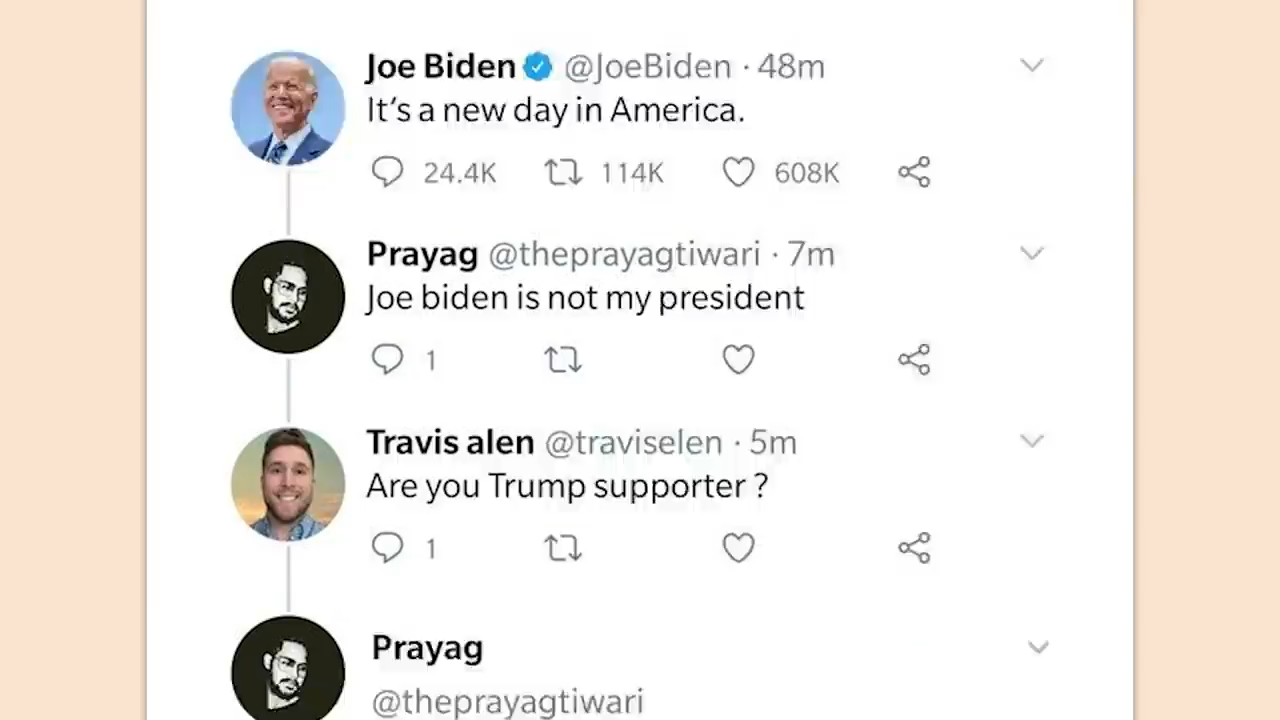 Joe Biden @JoeBiden · 48m
It's a new day in America.
24.4K 114K 608K
Prayag @theprayagtiwari · 7m
Joe biden is not my president
1
Travis alen @traviselen · 5m
Are you Trump supporter ?
1
Prayag
@theprayagtiwari